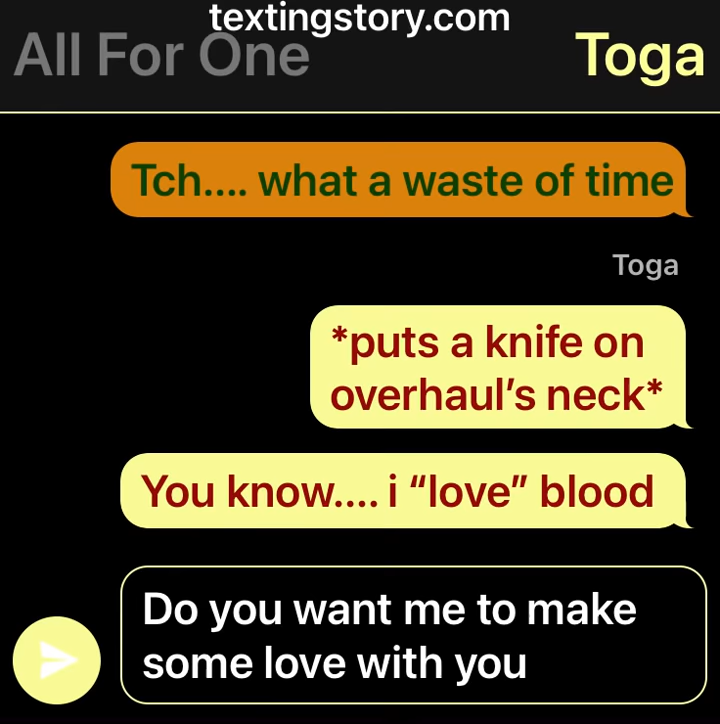 textingstory.com
All For One
Toga
Tch.... what a waste of time
Toga
*puts a knife on
overhaul’s neck*
You know.... i “love” blood
Do you want me to make
some love with you